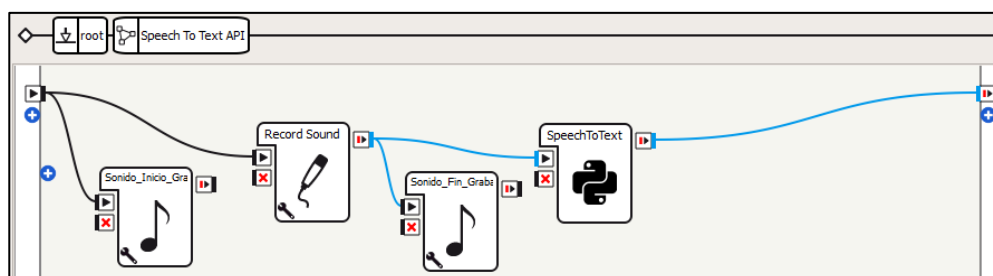 root
Speech To Text API
Record Sound
SpeechToText
Sonido_Inicio_Gra
Sonido_Fin_Graba